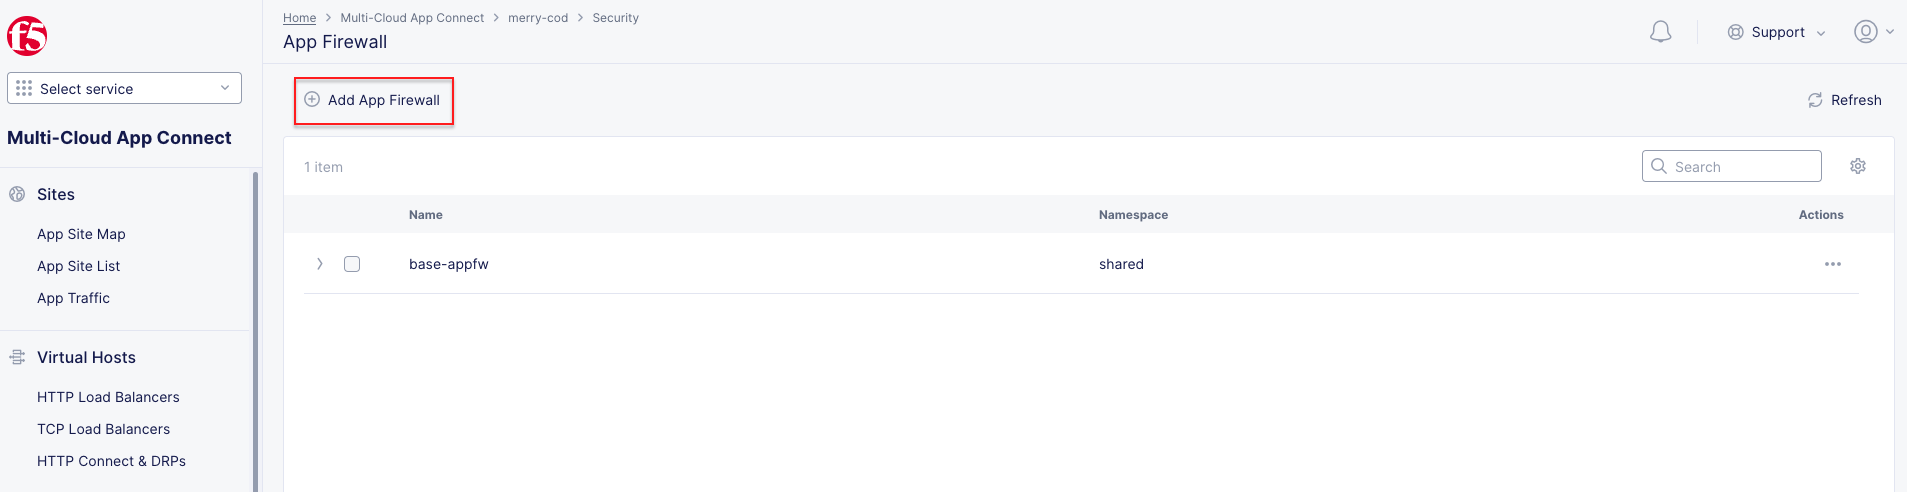 f5
Select service
Multi-Cloud App Connect
Sites
App Site Map
App Site List
App Traffic
Virtual Hosts
HTTP Load Balancers
TCP Load Balancers
HTTP Connect & DRPs
Home > Multi-Cloud App Connect > merry-cod > Security
App Firewall
Support
Add App Firewall
Refresh
1 item
Search
Name Namespace Actions
base-appfw shared